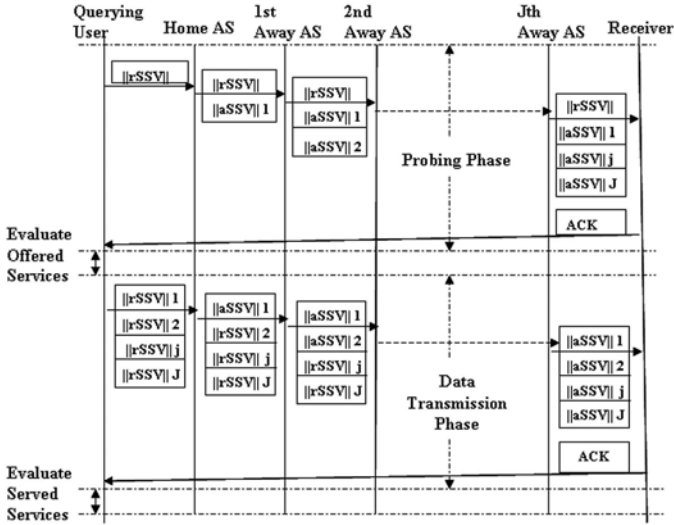 Querying
User
Home AS
1st
Away AS
2nd
Away AS
Jth
Away AS
Receiver
||rSSV||
||rSSV||
||aSSV|| 1
||rSSV||
||aSSV|| 1
||aSSV|| 2
||rSSV||
||aSSV|| 1
||aSSV|| j
||aSSV|| J
Probing Phase
ACK
Evaluate
Offered
Services
||rSSV|| 1
||rSSV|| 2
||rSSV|| j
||rSSV|| J
||aSSV|| 1
||rSSV|| 2
||rSSV|| j
||rSSV|| J
||aSSV|| 1
||aSSV|| 2
||rSSV|| j
||rSSV|| J
||aSSV|| 1
||aSSV|| 2
||aSSV|| j
||aSSV|| J
Data
Transmission
Phase
ACK
Evaluate
Served
Services